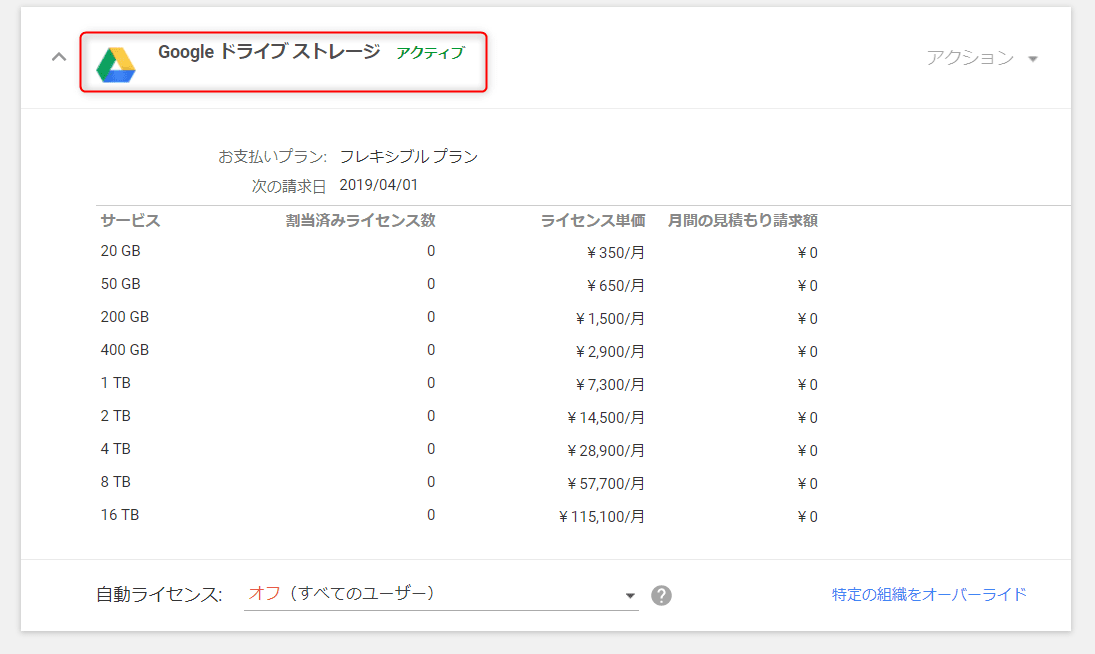 Google ドライブ ストレージ アクティブ アクション
お支払いプラン: フレキシブル プラン
次の請求日 2019/04/01
サービス 割当済みライセンス数 ライセンス単価 月間の見積もり請求額
20 GB 0 ¥350/月 ¥0
50 GB 0 ¥650/月 ¥0
200 GB 0 ¥1,500/月 ¥0
400 GB 0 ¥2,900/月 ¥0
1 TB 0 ¥7,300/月 ¥0
2 TB 0 ¥14,500/月 ¥0
4 TB 0 ¥28,900/月 ¥0
8 TB 0 ¥57,700/月 ¥0
16 TB 0 ¥115,100/月 ¥0
自動ライセンス: オフ（すべてのユーザー） ? 特定の組織をオーバーライド